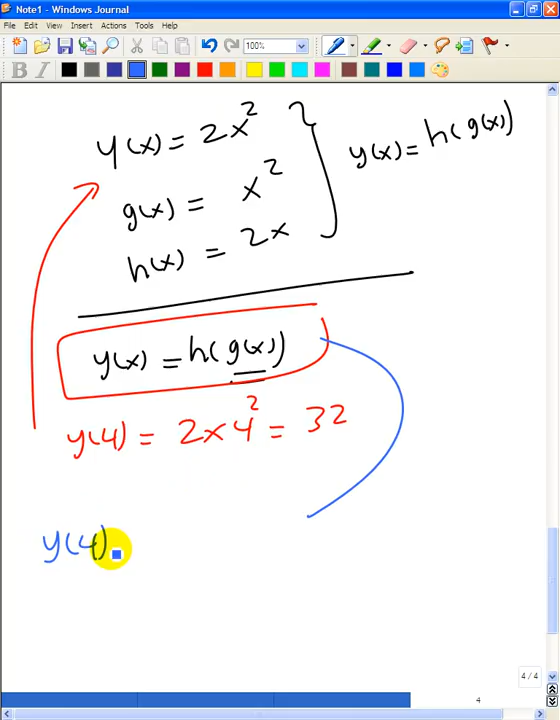 Note1 - Windows Journal
File Edit View Insert Actions Tools Help
100%
B I
y(x) = 2x²
g(x) = x²
h(x) = 2x
y(x) = h(g(x))
y(x) = h(g(x))
y(4) = 2 x 4² = 32
y(4)
4 / 4
4